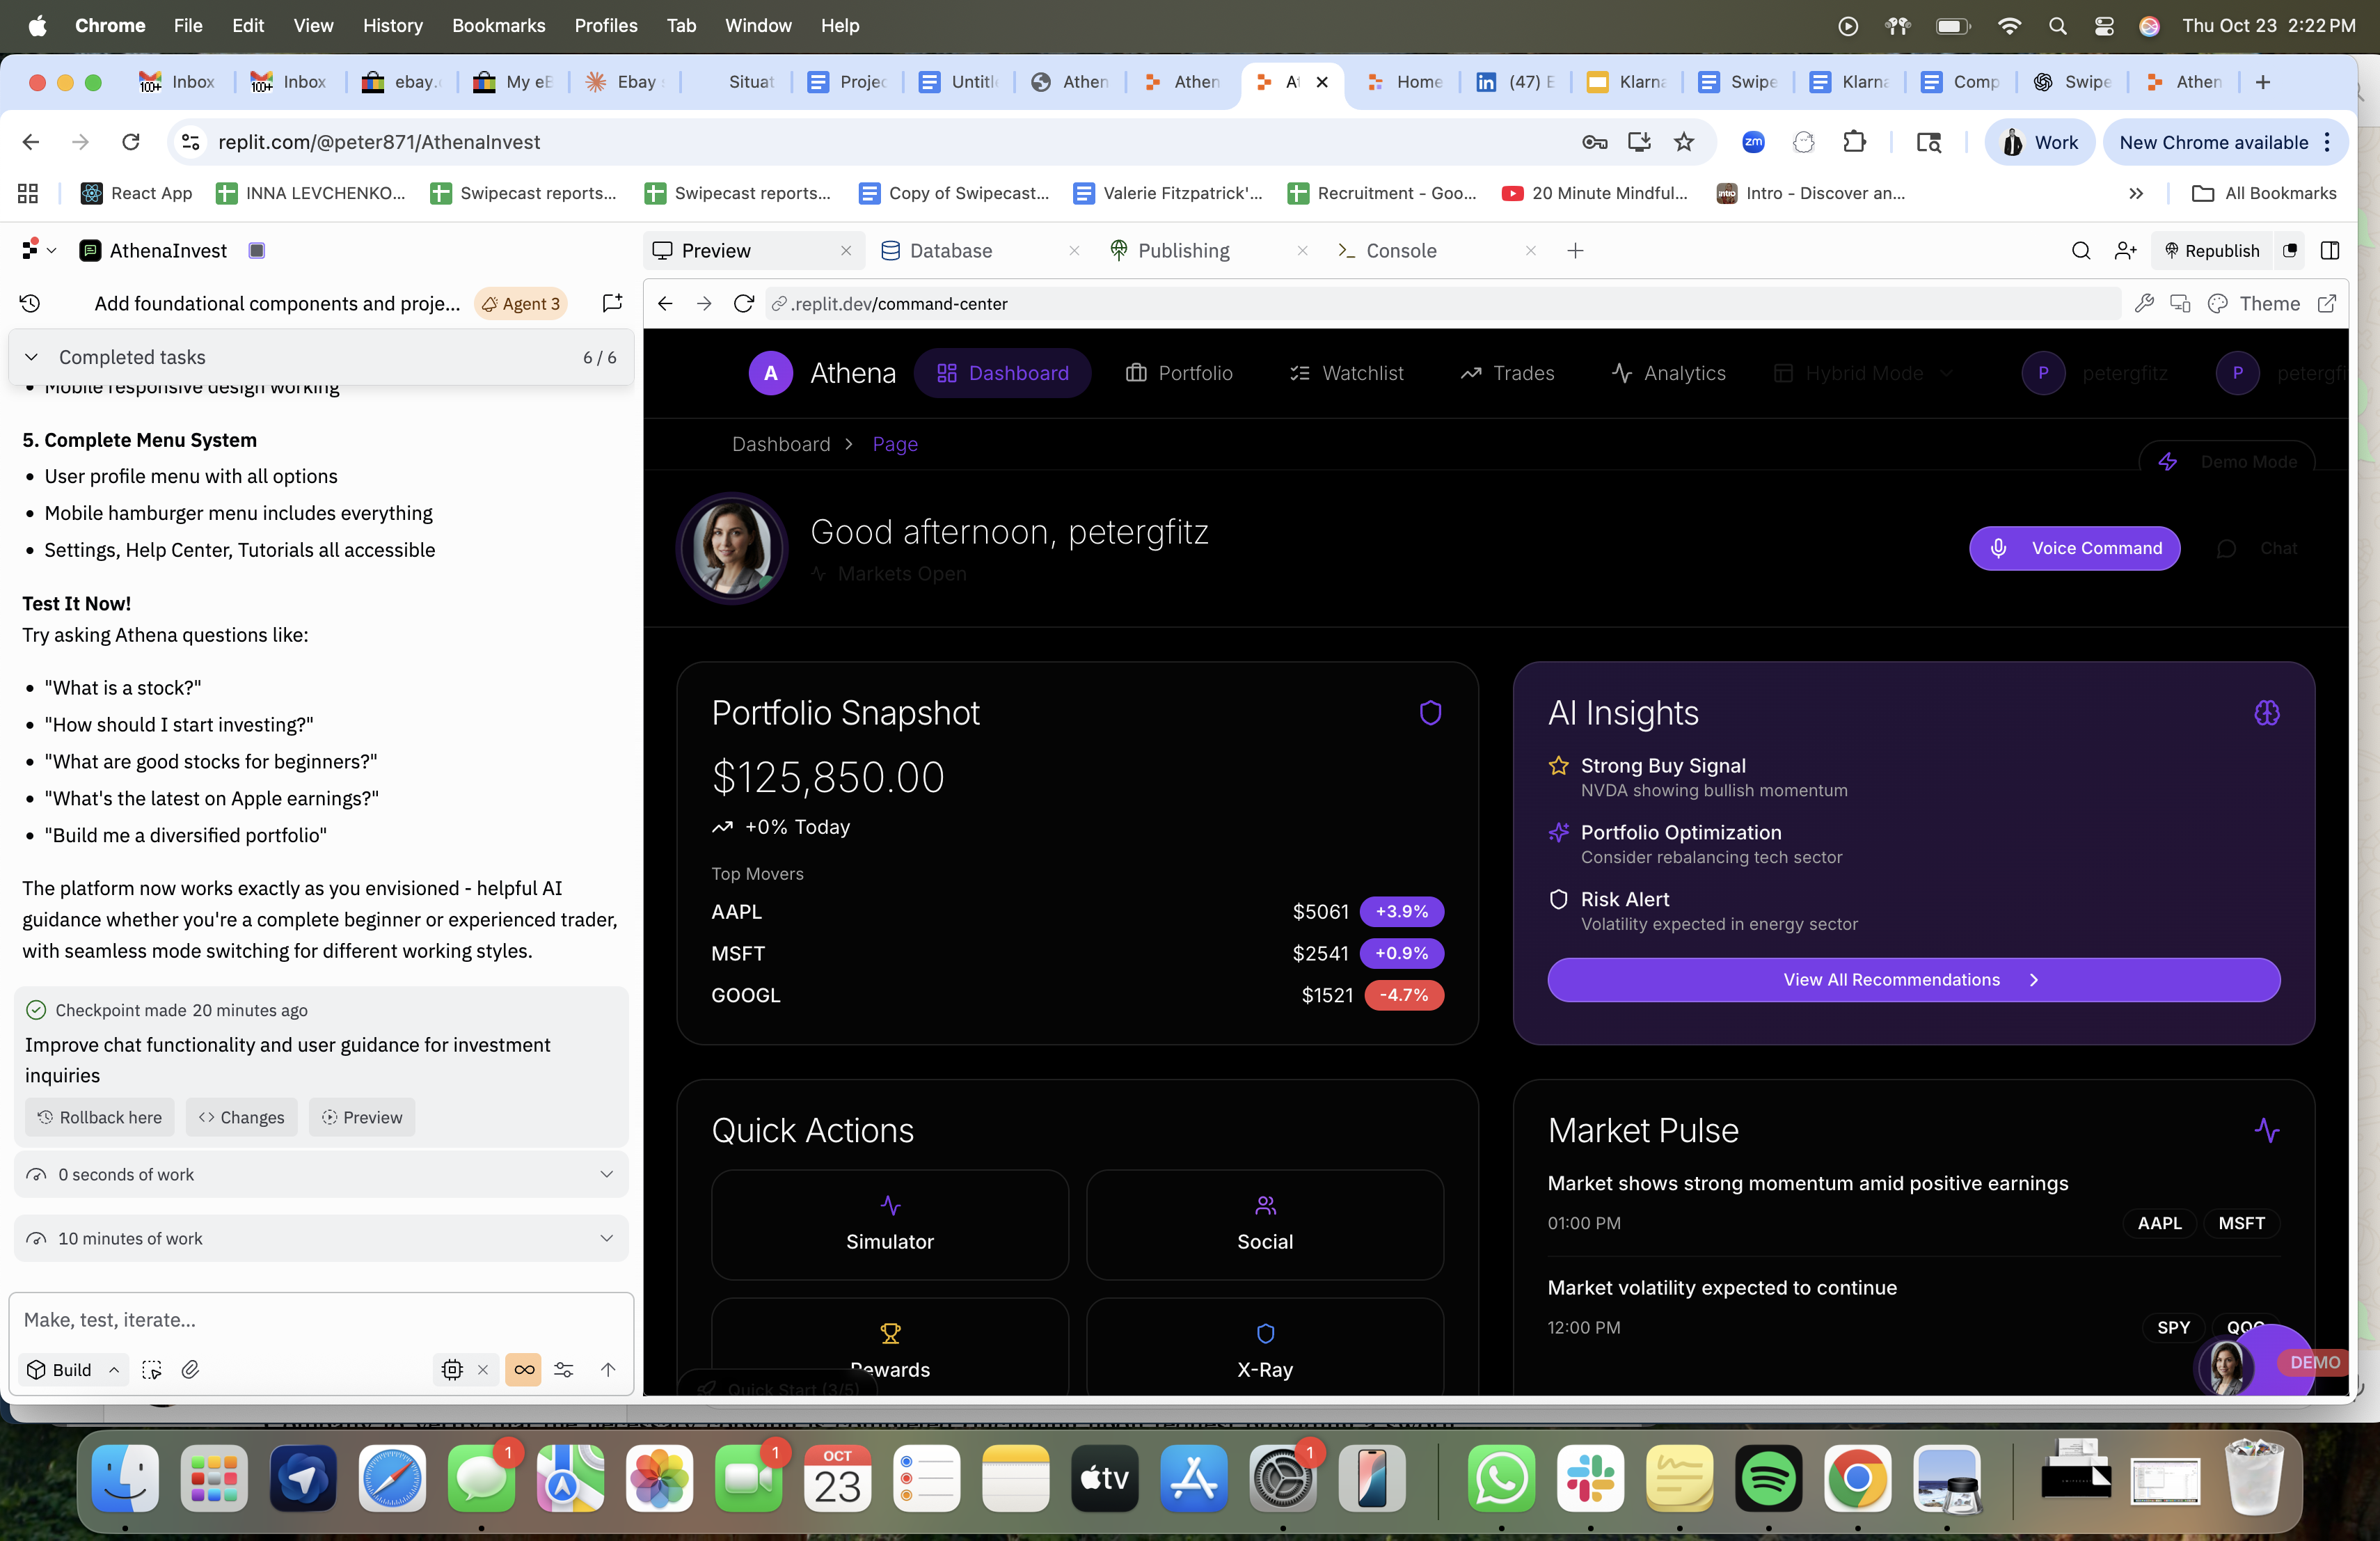 Chrome File Edit View History Bookmarks Profiles Tab Window Help Thu Oct 23 2:22 PM
100+ Inbox 100+ Inbox ebay.c My eB Ebay Situat Projec Untitl Athen Athen At Home (47) E Klarna Swipe Klarna Comp Swipe Athen
replit.com/@peter871/AthenaInvest zm Work New Chrome available
React App INNA LEVCHENKO... Swipecast reports... Swipecast reports... Copy of Swipecast... Valerie Fitzpatrick'... Recruitment - Goo... 20 Minute Mindful... intro Intro - Discover an... All Bookmarks
AthenaInvest
Preview Database Publishing Console Republish
Add foundational components and proje... Agent 3
.replit.dev/command-center Theme
Completed tasks 6 / 6
Mobile responsive design working
5. Complete Menu System
• User profile menu with all options
• Mobile hamburger menu includes everything
• Settings, Help Center, Tutorials all accessible
Test It Now!
Try asking Athena questions like:
• "What is a stock?"
• "How should I start investing?"
• "What are good stocks for beginners?"
• "What's the latest on Apple earnings?"
• "Build me a diversified portfolio"
The platform now works exactly as you envisioned - helpful AI
guidance whether you're a complete beginner or experienced trader,
with seamless mode switching for different working styles.
Checkpoint made 20 minutes ago
Improve chat functionality and user guidance for investment
inquiries
Rollback here Changes Preview
0 seconds of work
10 minutes of work
Make, test, iterate...
Build
A Athena Dashboard Portfolio Watchlist Trades Analytics Hybrid Mode P petergfitz P petergfi
Dashboard > Page
Demo Mode
Good afternoon, petergfitz
Markets Open
Voice Command Chat
Portfolio Snapshot
$125,850.00
+0% Today
Top Movers
AAPL $5061 +3.9%
MSFT $2541 +0.9%
GOOGL $1521 -4.7%
AI Insights
Strong Buy Signal
NVDA showing bullish momentum
Portfolio Optimization
Consider rebalancing tech sector
Risk Alert
Volatility expected in energy sector
View All Recommendations
Quick Actions
Simulator Social
Rewards X-Ray
Quick Start (3/5)
Market Pulse
Market shows strong momentum amid positive earnings
01:00 PM AAPL MSFT
Market volatility expected to continue
12:00 PM SPY QQQ
DEMO
1 1 OCT 23 tv 1